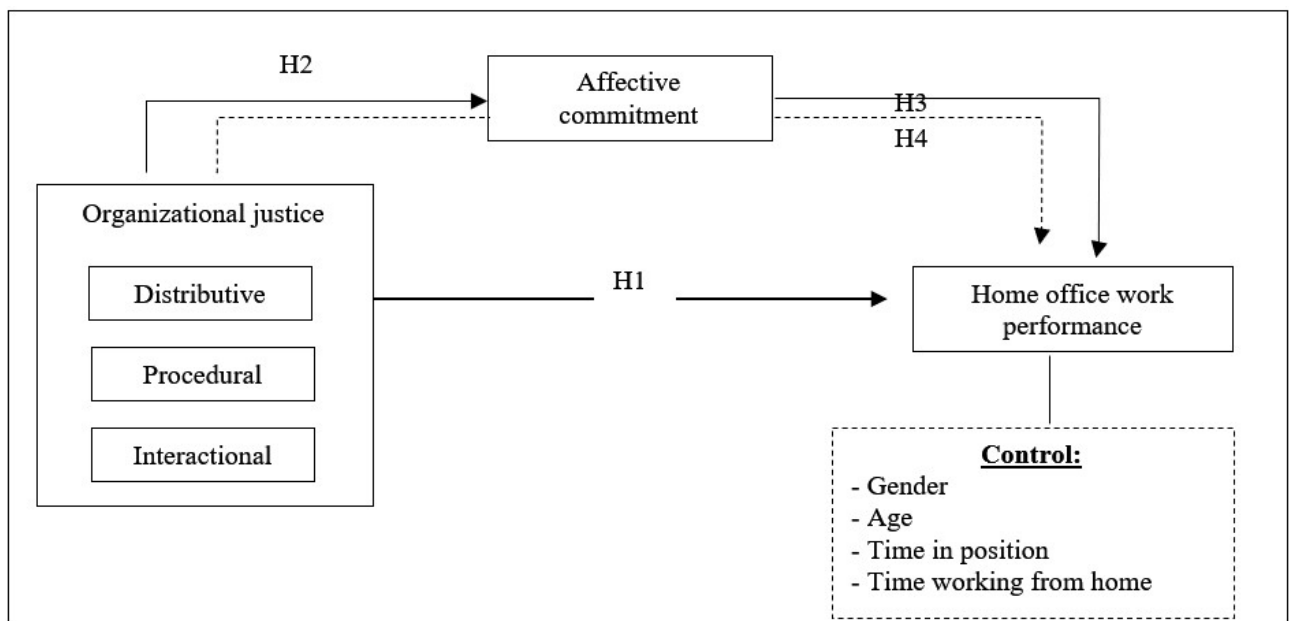 H2
Affective
commitment
H3
H4
Organizational justice
Distributive
Procedural
Interactional
H1
Home office work
performance
Control:
- Gender
- Age
- Time in position
- Time working from home